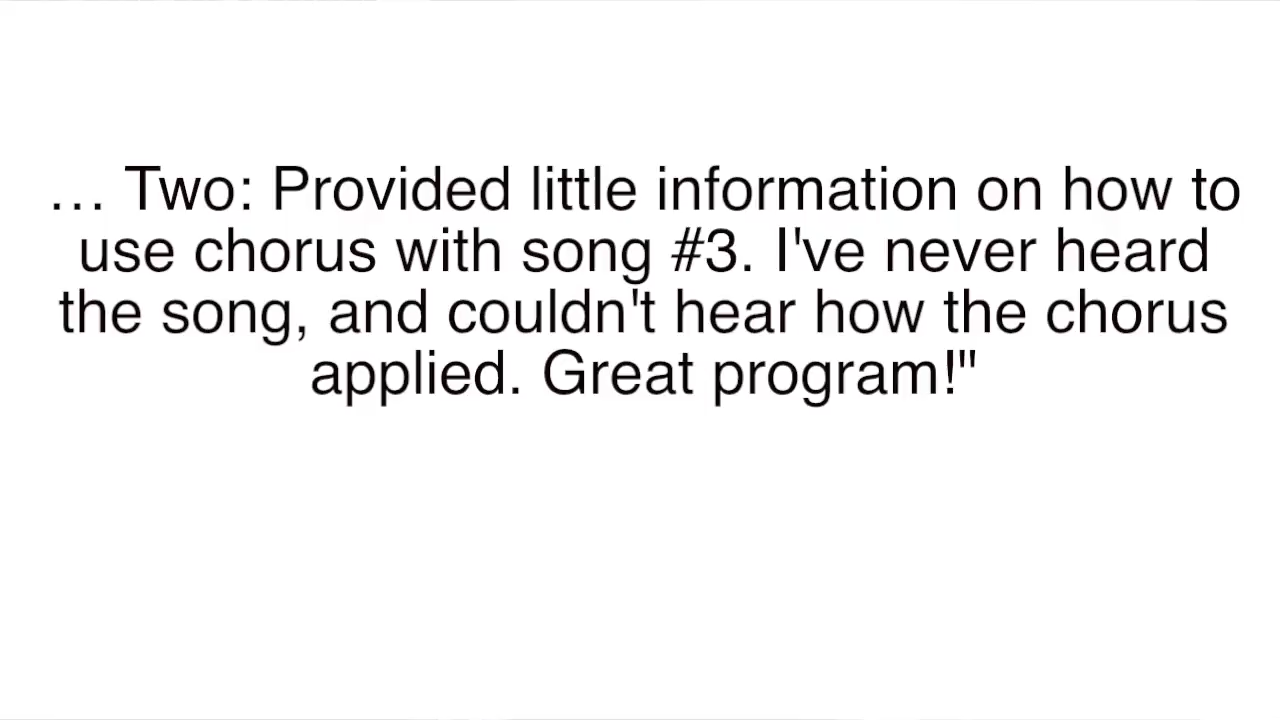 … Two: Provided little information on how to
use chorus with song #3. I've never heard
the song, and couldn't hear how the chorus
applied. Great program!"